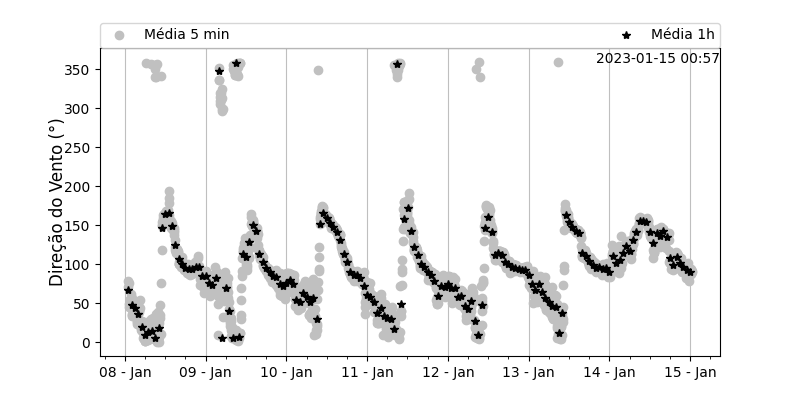 Média 5 min
Média 1h
2023-01-15 00:57
Direção do Vento (°)
350
300
250
200
150
100
50
0
08 - Jan
09 - Jan
10 - Jan
11 - Jan
12 - Jan
13 - Jan
14 - Jan
15 - Jan